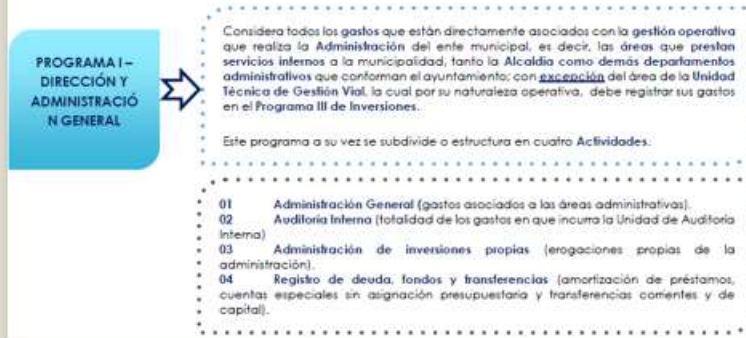 PROGRAMA I –
DIRECCIÓN Y
ADMINISTRACIÓ
N GENERAL
Considera todos los gastos que están directamente asociados con la gestión operativa
que realiza la Administración del ente municipal, es decir, las áreas que prestan
servicios internos a la municipalidad, tanto la Alcaldía como demás departamentos
administrativos que conforman el ayuntamiento; con excepción del área de la Unidad
Técnica de Gestión Vial, la cual por su naturaleza operativa, debe registrar sus gastos
en el Programa III de Inversiones.
Este programa a su vez se subdivide o estructura en cuatro Actividades.
01 Administración General (gastos asociados a las áreas administrativas).
02 Auditoría Interna (totalidad de los gastos en que incurra la Unidad de Auditoría
Interna)
03 Administración de inversiones propias (erogaciones propias de la
administración).
04 Registro de deuda, fondos y transferencias (amortización de préstamos,
cuentas especiales sin asignación presupuestaria y transferencias corrientes y de
capital).